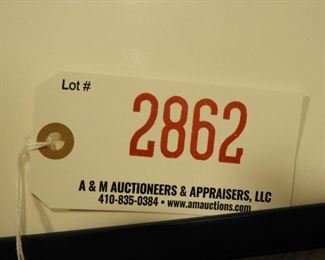 Lot #
2862
A & M AUCTIONEERS & APPRAISERS, LLC
410-835-0384 • www.amauctions.com